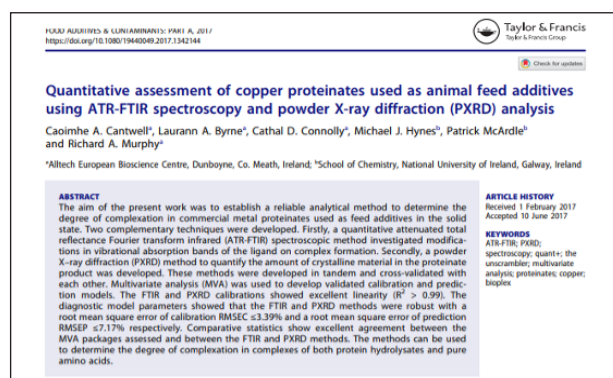 FOOD ADDITIVES & CONTAMINANTS: PART A, 2017
https://doi.org/10.1080/19440049.2017.1342144
Taylor & Francis
Taylor & Francis Group
Check for updates
Quantitative assessment of copper proteinates used as animal feed additives
using ATR-FTIR spectroscopy and powder X-ray diffraction (PXRD) analysis
Caoimhe A. Cantwellᵃ, Laurann A. Byrneᵃ, Cathal D. Connollyᵃ, Michael J. Hynesᵇ, Patrick McArdleᵇ
and Richard A. Murphyᵃ
ᵃAlltech European Bioscience Centre, Dunboyne, Co. Meath, Ireland; ᵇSchool of Chemistry, National University of Ireland, Galway, Ireland
ABSTRACT
The aim of the present work was to establish a reliable analytical method to determine the
degree of complexation in commercial metal proteinates used as feed additives in the solid
state. Two complementary techniques were developed. Firstly, a quantitative attenuated total
reflectance Fourier transform infrared (ATR-FTIR) spectroscopic method investigated modifica-
tions in vibrational absorption bands of the ligand on complex formation. Secondly, a powder
X-ray diffraction (PXRD) method to quantify the amount of crystalline material in the proteinate
product was developed. These methods were developed in tandem and cross-validated with
each other. Multivariate analysis (MVA) was used to develop validated calibration and predic-
tion models. The FTIR and PXRD calibrations showed excellent linearity (R² > 0.99). The
diagnostic model parameters showed that the FTIR and PXRD methods were robust with a
root mean square error of calibration RMSEC ≤3.39% and a root mean square error of prediction
RMSEP ≤7.17% respectively. Comparative statistics show excellent agreement between the
MVA packages assessed and between the FTIR and PXRD methods. The methods can be used
to determine the degree of complexation in complexes of both protein hydrolysates and pure
amino acids.
ARTICLE HISTORY
Received 1 February 2017
Accepted 10 June 2017
KEYWORDS
ATR-FTIR; PXRD;
spectroscopy; quant+; the
unscrambler; multivariate
analysis; proteinates; copper;
bioplex